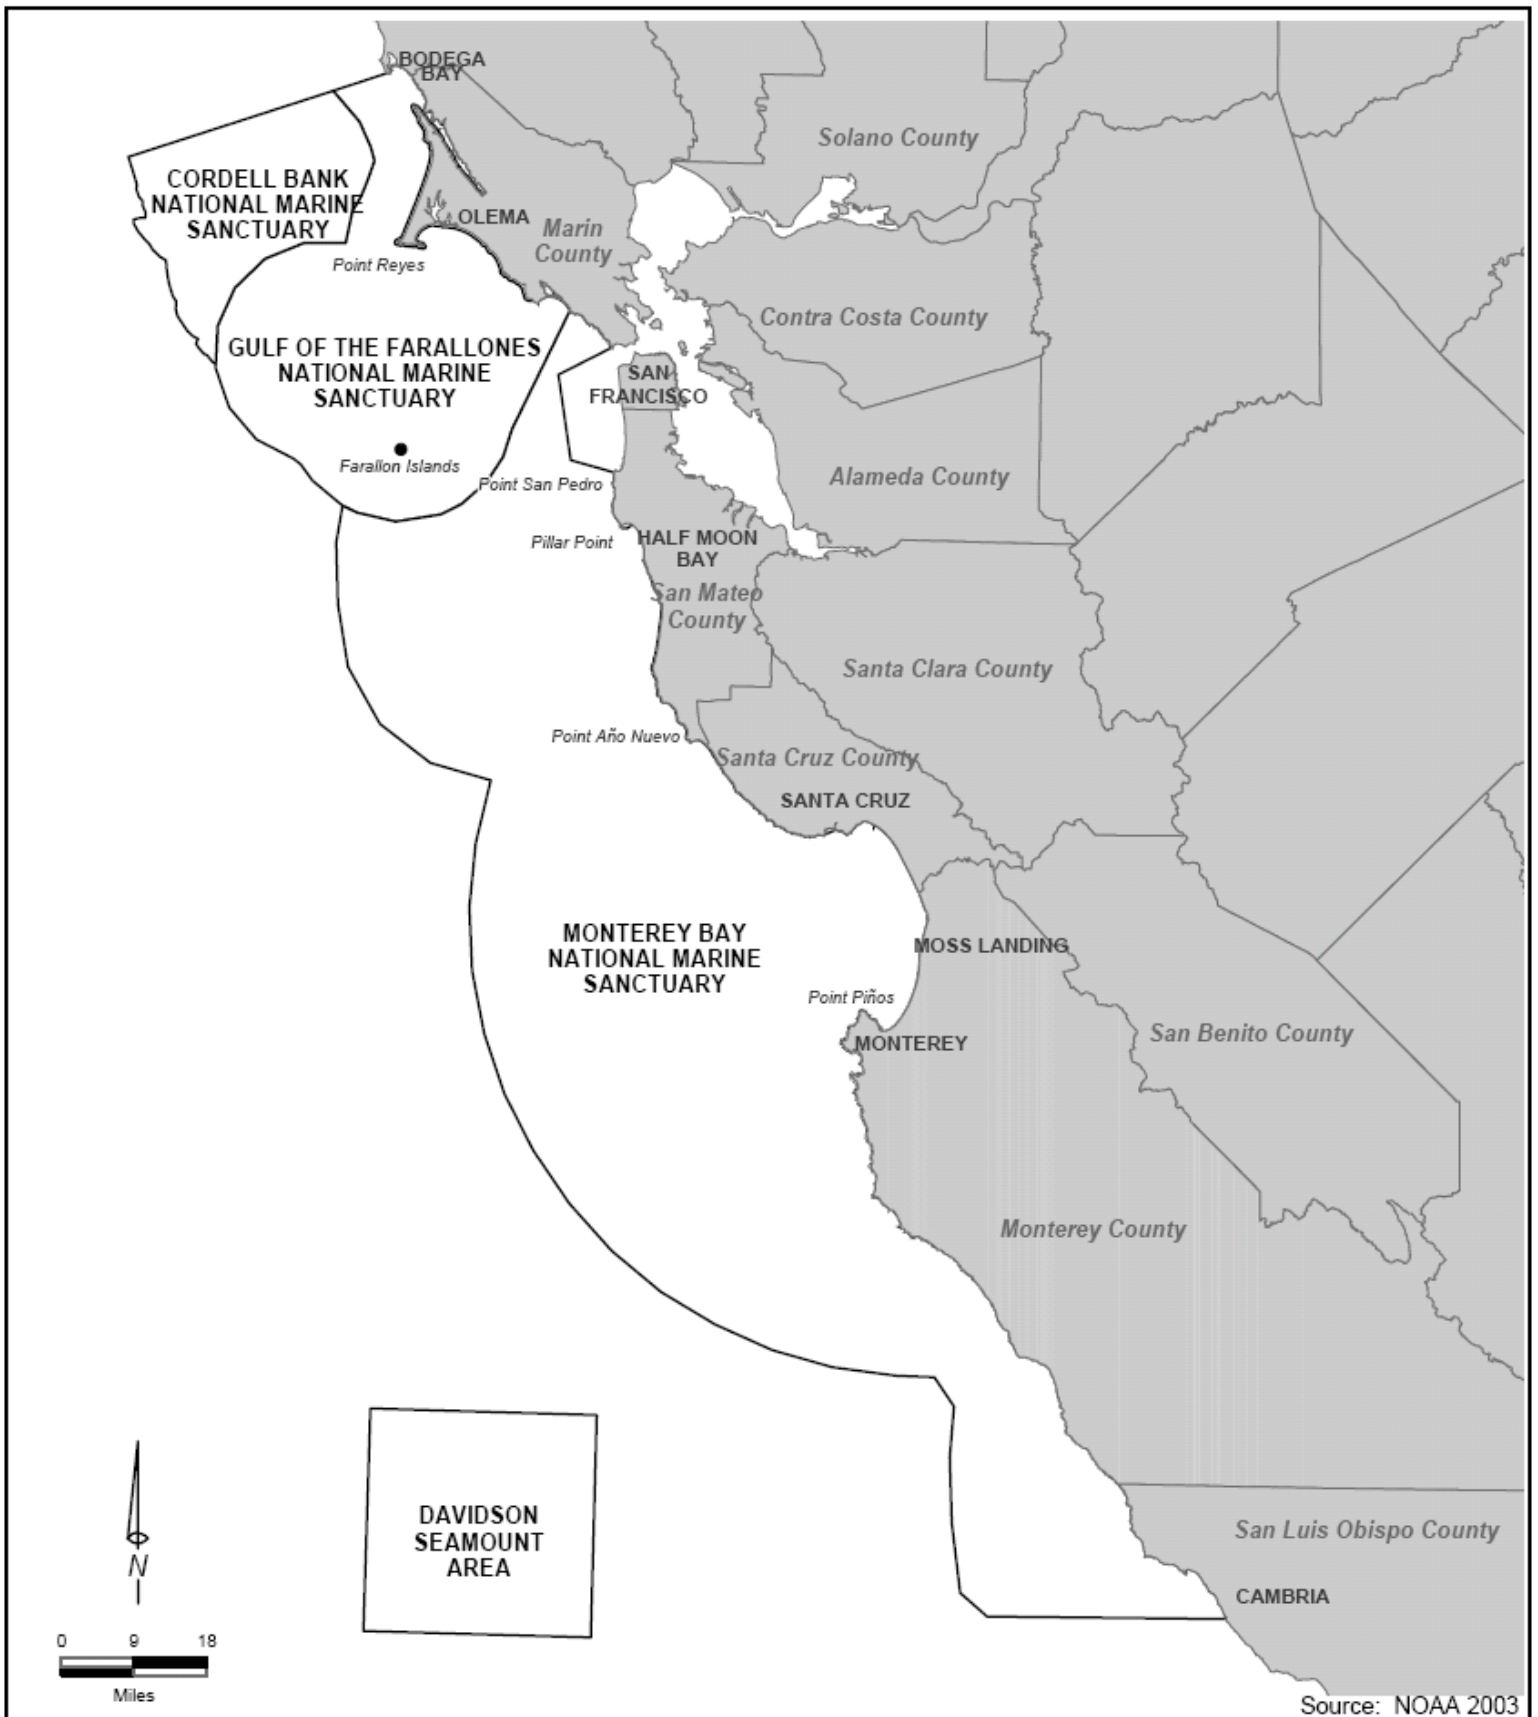 BODEGA
BAY
Solano County
CORDELL BANK
NATIONAL MARINE
SANCTUARY
OLEMA
Marin
County
Point Reyes
Contra Costa County
GULF OF THE FARALLONES
NATIONAL MARINE
SANCTUARY
SAN
FRANCISCO
Farallon Islands
Point San Pedro
Alameda County
Pillar Point
HALF MOON
BAY
San Mateo
County
Santa Clara County
Point Año Nuevo
Santa Cruz County
SANTA CRUZ
MONTEREY BAY
NATIONAL MARINE
SANCTUARY
MOSS LANDING
Point Piños
MONTEREY
San Benito County
Monterey County
DAVIDSON
SEAMOUNT
AREA
San Luis Obispo County
CAMBRIA
N
0 9 18
Miles
Source: NOAA 2003